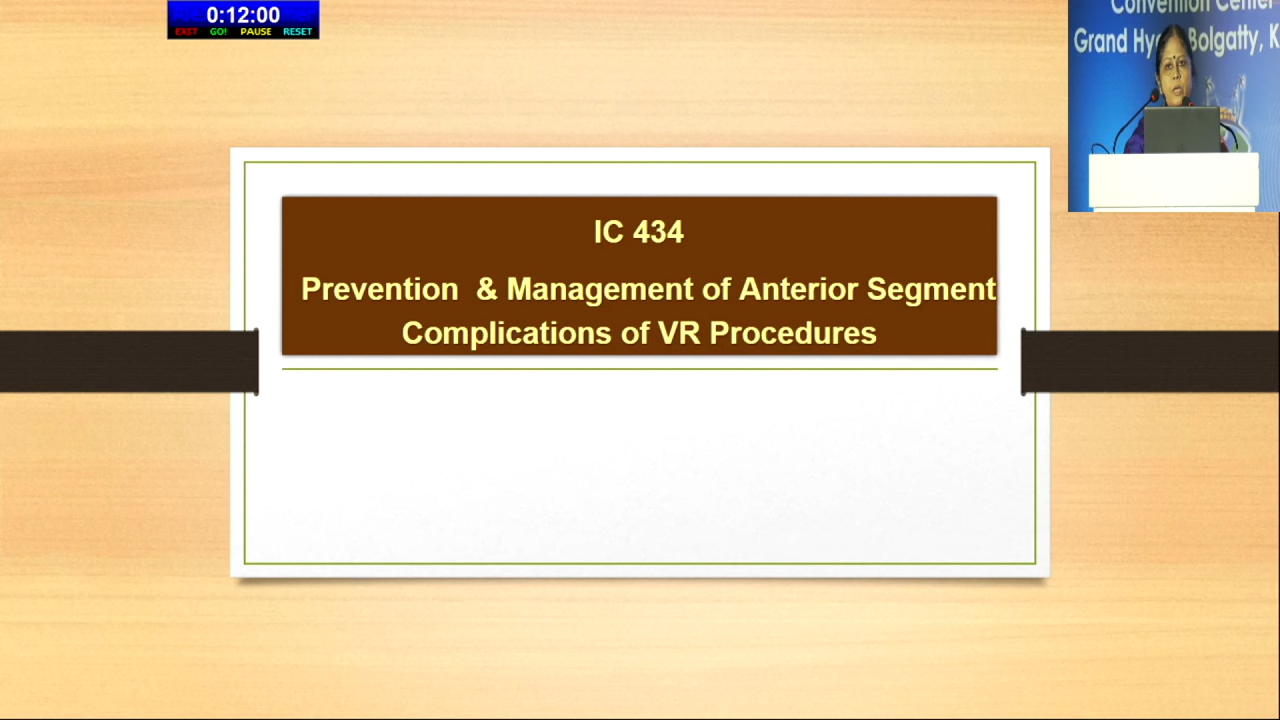 0:12:00
EXIT GO! PAUSE RESET
Convention Center
Grand Hy Bolgatty, K
IC 434
Prevention & Management of Anterior Segment
Complications of VR Procedures